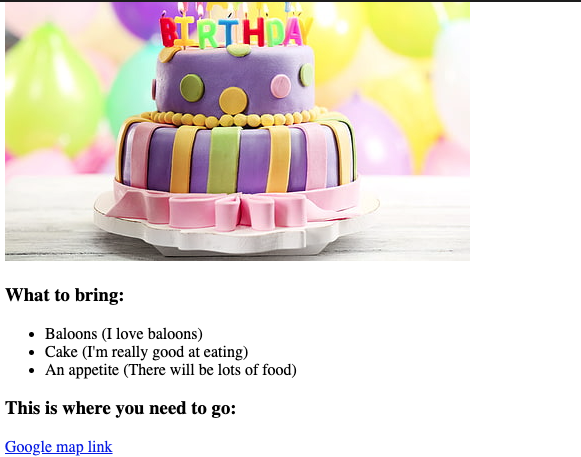 BIRTHDAY
What to bring:
Baloons (I love baloons)
Cake (I'm really good at eating)
An appetite (There will be lots of food)
This is where you need to go:
Google map link